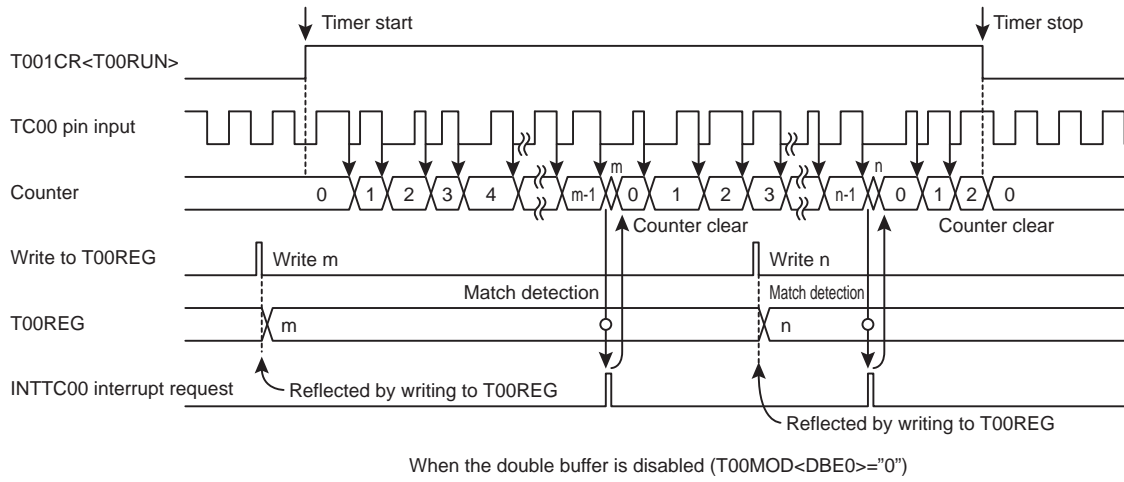 Timer start
Timer stop
T001CR<T00RUN>
TC00 pin input
m
n
Counter
0 1 2 3 4 m-1 0 1 2 3 n-1 0 1 2 0
Counter clear
Counter clear
Write to T00REG
Write m
Write n
Match detection
Match detection
T00REG
m
n
INTTC00 interrupt request
Reflected by writing to T00REG
Reflected by writing to T00REG
When the double buffer is disabled (T00MOD<DBE0>="0")